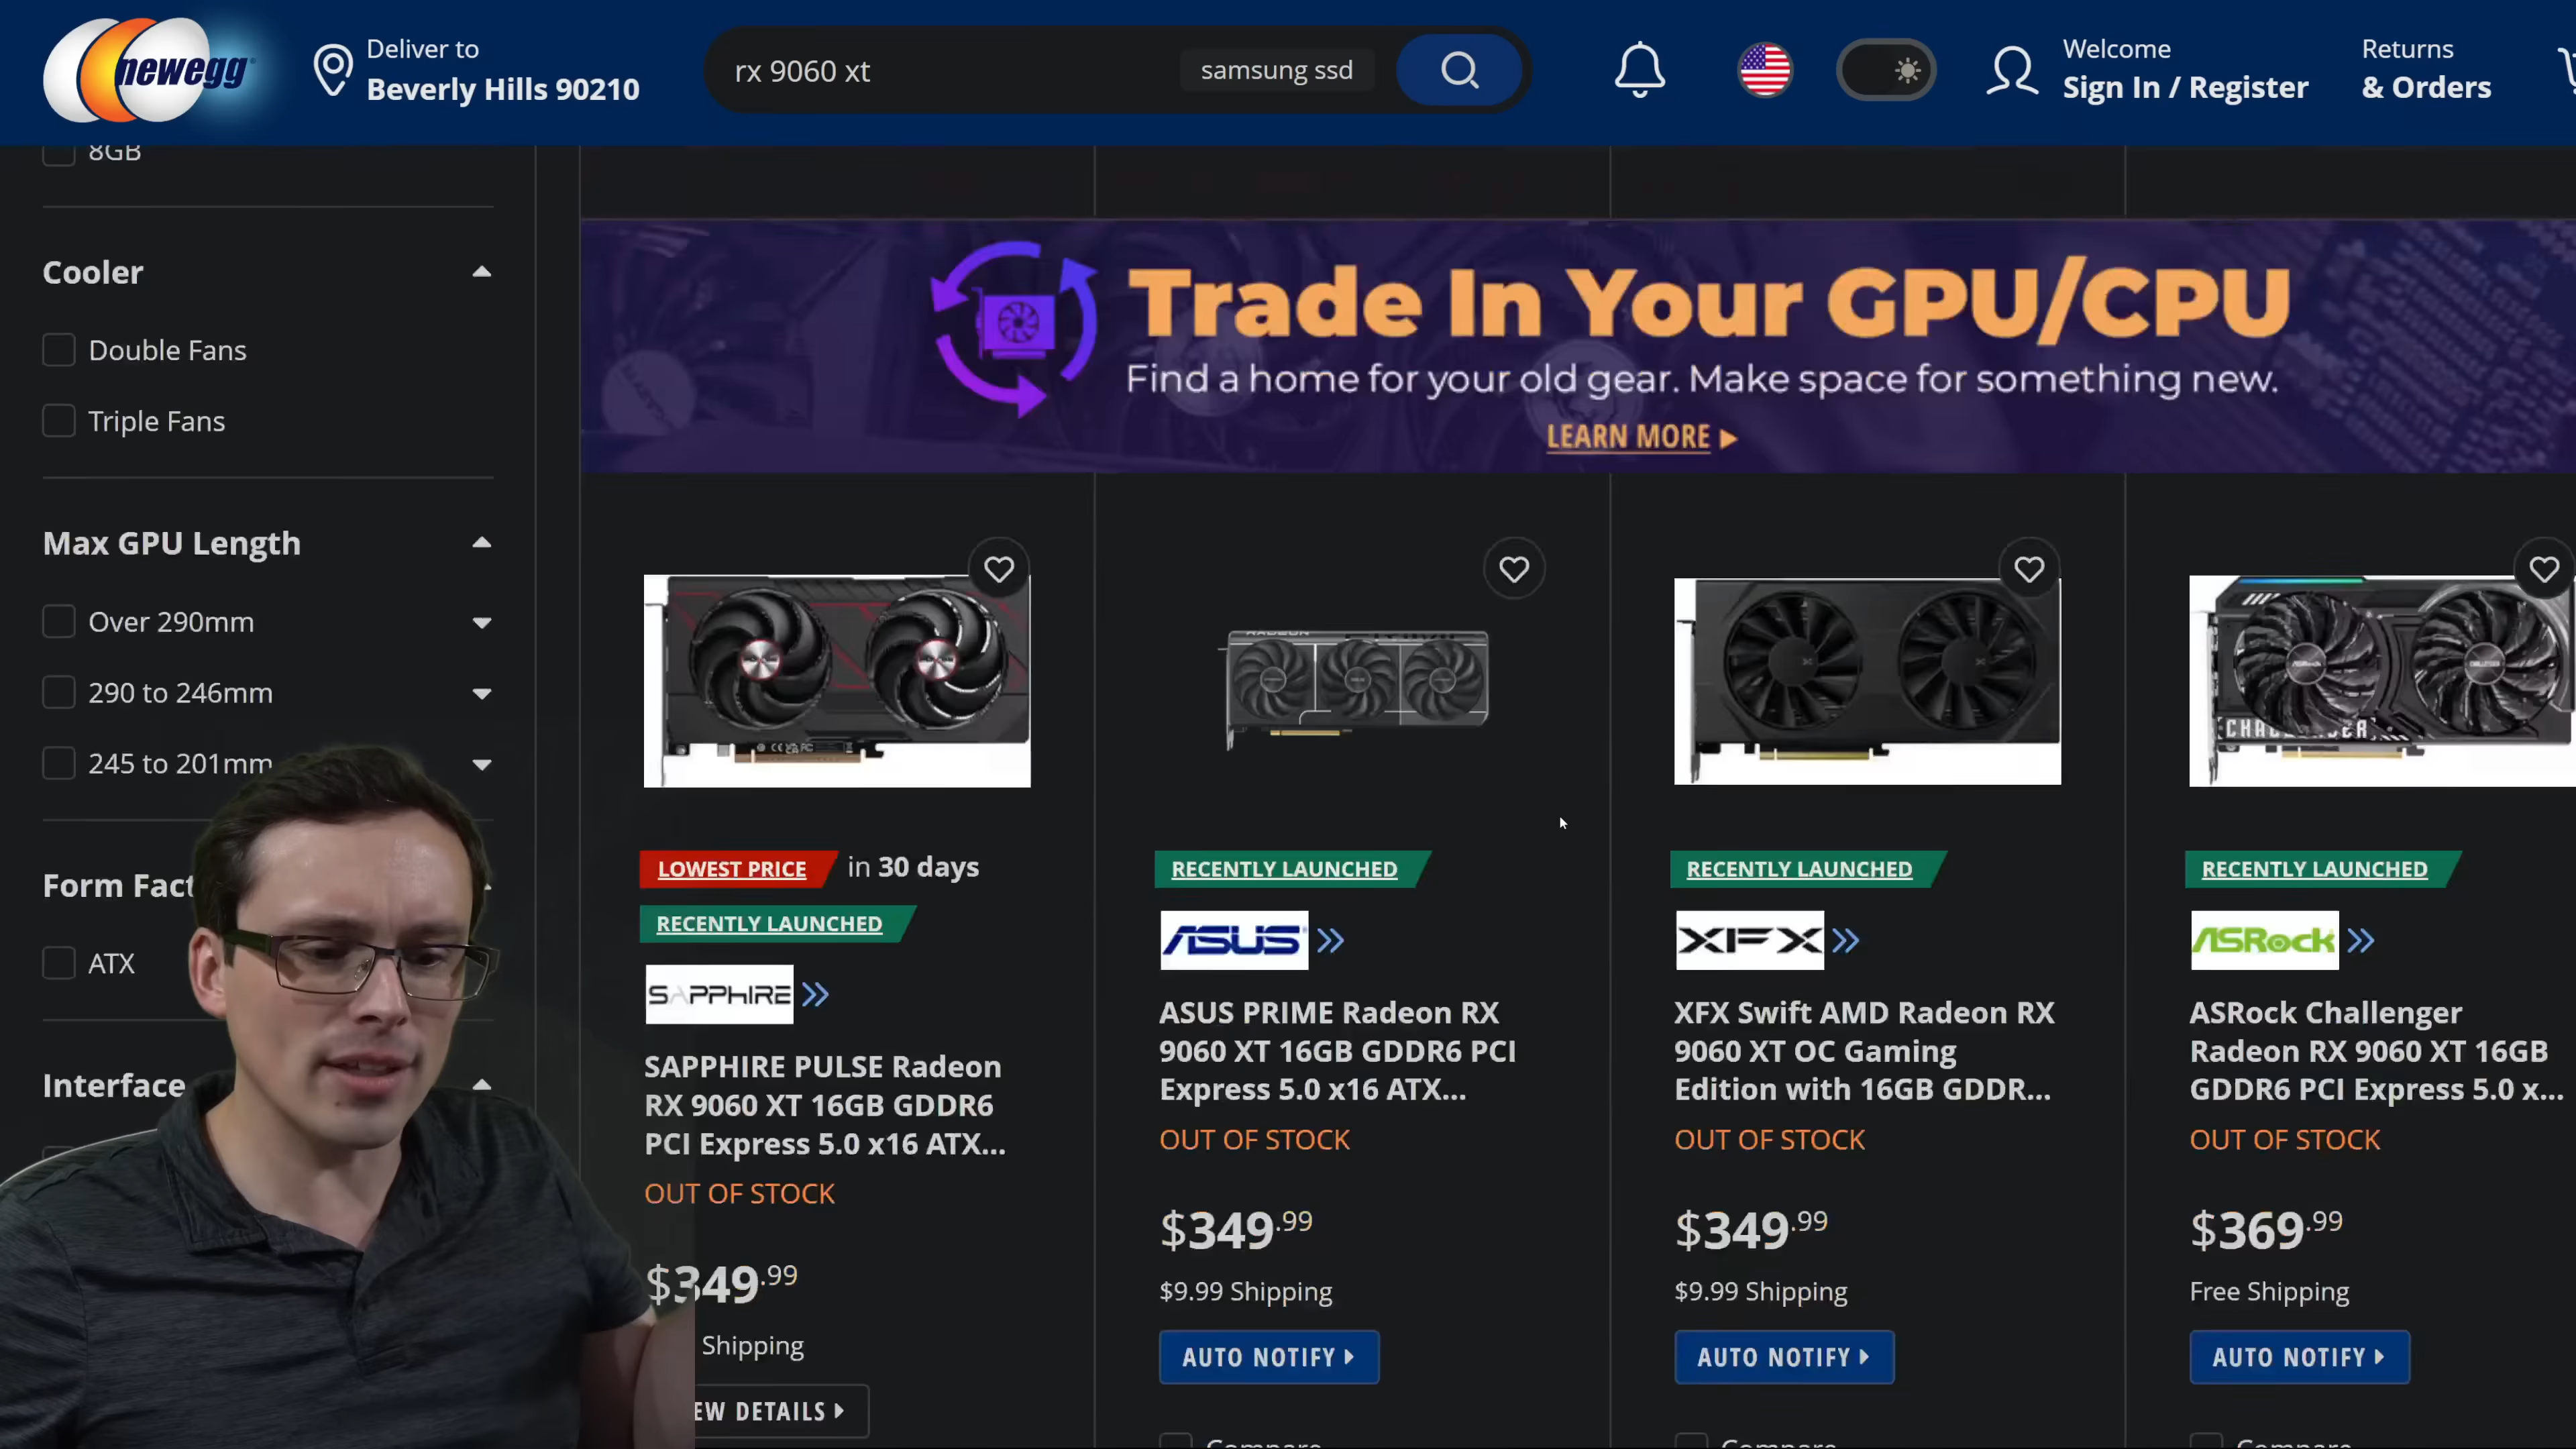 newegg
Deliver to
Beverly Hills 90210
rx 9060 xt
samsung ssd
Welcome
Sign In / Register
Returns
& Orders
8GB
Cooler
Double Fans
Triple Fans
Max GPU Length
Over 290mm
290 to 246mm
245 to 201mm
Form Fact
ATX
Interface
Trade In Your GPU/CPU
Find a home for your old gear. Make space for something new.
LEARN MORE
LOWEST PRICE in 30 days
RECENTLY LAUNCHED
SAPPHIRE
SAPPHIRE PULSE Radeon
RX 9060 XT 16GB GDDR6
PCI Express 5.0 x16 ATX...
OUT OF STOCK
$349.99
Shipping
EW DETAILS
RADEON
RECENTLY LAUNCHED
ASUS
ASUS PRIME Radeon RX
9060 XT 16GB GDDR6 PCI
Express 5.0 x16 ATX...
OUT OF STOCK
$349.99
$9.99 Shipping
AUTO NOTIFY
Compare
RECENTLY LAUNCHED
XFX
XFX Swift AMD Radeon RX
9060 XT OC Gaming
Edition with 16GB GDDR...
OUT OF STOCK
$349.99
$9.99 Shipping
AUTO NOTIFY
Compare
CHALLENGER
RECENTLY LAUNCHED
ASRock
ASRock Challenger
Radeon RX 9060 XT 16GB
GDDR6 PCI Express 5.0 x...
OUT OF STOCK
$369.99
Free Shipping
AUTO NOTIFY
Compare